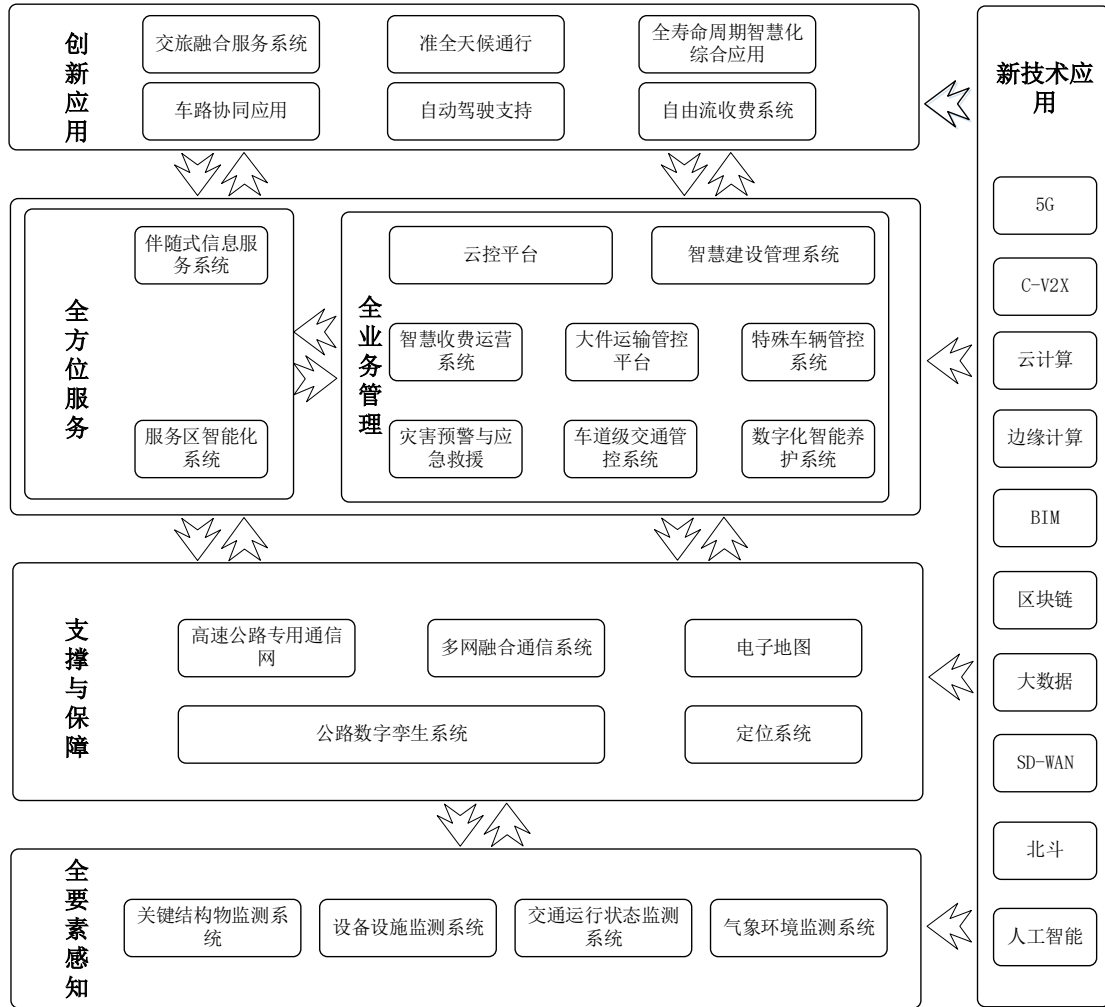 创新应用
交旅融合服务系统
准全天候通行
全寿命周期智慧化
综合应用
车路协同应用
自动驾驶支持
自由流收费系统
全方位服务
伴随式信息服
务系统
服务区智能化
系统
全业务管理
云控平台
智慧建设管理系统
智慧收费运营
系统
大件运输管控
平台
特殊车辆管控
系统
灾害预警与应
急救援
车道级交通管
控系统
数字化智能养
护系统
支撑与保障
高速公路专用通信
网
多网融合通信系统
电子地图
公路数字孪生系统
定位系统
全要素感知
关键结构物监测系
统
设备设施监测系统
交通运行状态监测
系统
气象环境监测系统
新技术应
用
5G
C-V2X
云计算
边缘计算
BIM
区块链
大数据
SD-WAN
北斗
人工智能